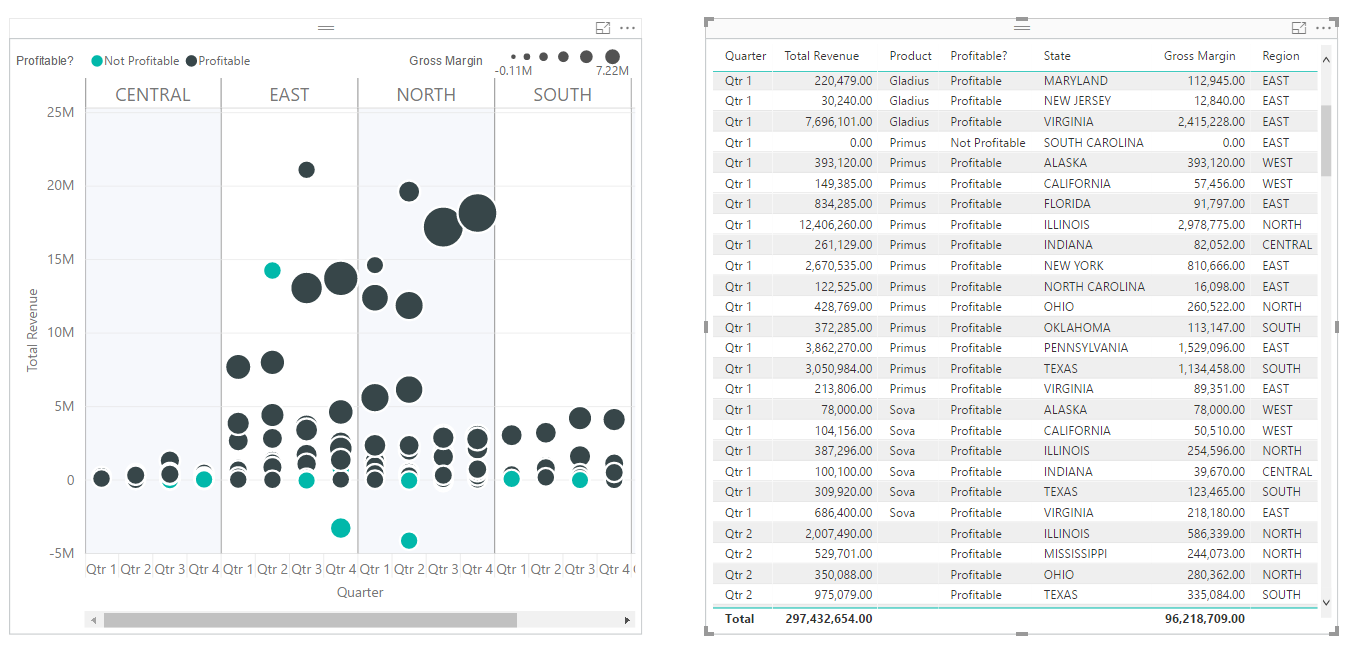 Profitable? Not Profitable Profitable Gross Margin
-0.11M 7.22M
CENTRAL EAST NORTH SOUTH
25M
20M
15M
10M
5M
0
-5M
Total Revenue
Qtr 1 Qtr 2 Qtr 3 Qtr 4 Qtr 1 Qtr 2 Qtr 3 Qtr 4 Qtr 1 Qtr 2 Qtr 3 Qtr 4 Qtr 1 Qtr 2 Qtr 3 Qtr 4
Quarter
Quarter Total Revenue Product Profitable? State Gross Margin Region
Qtr 1 220,479.00 Gladius Profitable MARYLAND 112,945.00 EAST
Qtr 1 30,240.00 Gladius Profitable NEW JERSEY 12,840.00 EAST
Qtr 1 7,696,101.00 Gladius Profitable VIRGINIA 2,415,228.00 EAST
Qtr 1 0.00 Primus Not Profitable SOUTH CAROLINA 0.00 EAST
Qtr 1 393,120.00 Primus Profitable ALASKA 393,120.00 WEST
Qtr 1 149,385.00 Primus Profitable CALIFORNIA 57,456.00 WEST
Qtr 1 834,285.00 Primus Profitable FLORIDA 91,797.00 EAST
Qtr 1 12,406,260.00 Primus Profitable ILLINOIS 2,978,775.00 NORTH
Qtr 1 261,129.00 Primus Profitable INDIANA 82,052.00 CENTRAL
Qtr 1 2,670,535.00 Primus Profitable NEW YORK 810,666.00 EAST
Qtr 1 122,525.00 Primus Profitable NORTH CAROLINA 16,098.00 EAST
Qtr 1 428,769.00 Primus Profitable OHIO 260,522.00 NORTH
Qtr 1 372,285.00 Primus Profitable OKLAHOMA 113,147.00 SOUTH
Qtr 1 3,862,270.00 Primus Profitable PENNSYLVANIA 1,529,096.00 EAST
Qtr 1 3,050,984.00 Primus Profitable TEXAS 1,134,458.00 SOUTH
Qtr 1 213,806.00 Primus Profitable VIRGINIA 89,351.00 EAST
Qtr 1 78,000.00 Sova Profitable ALASKA 78,000.00 WEST
Qtr 1 104,156.00 Sova Profitable CALIFORNIA 50,510.00 WEST
Qtr 1 387,296.00 Sova Profitable ILLINOIS 254,596.00 NORTH
Qtr 1 100,100.00 Sova Profitable INDIANA 39,670.00 CENTRAL
Qtr 1 309,920.00 Sova Profitable TEXAS 123,465.00 SOUTH
Qtr 1 686,400.00 Sova Profitable VIRGINIA 218,180.00 EAST
Qtr 2 2,007,490.00 Profitable ILLINOIS 586,339.00 NORTH
Qtr 2 529,701.00 Profitable MISSISSIPPI 244,073.00 NORTH
Qtr 2 350,088.00 Profitable OHIO 280,362.00 NORTH
Qtr 2 975,079.00 Profitable TEXAS 335,084.00 SOUTH
Total 297,432,654.00 96,218,709.00